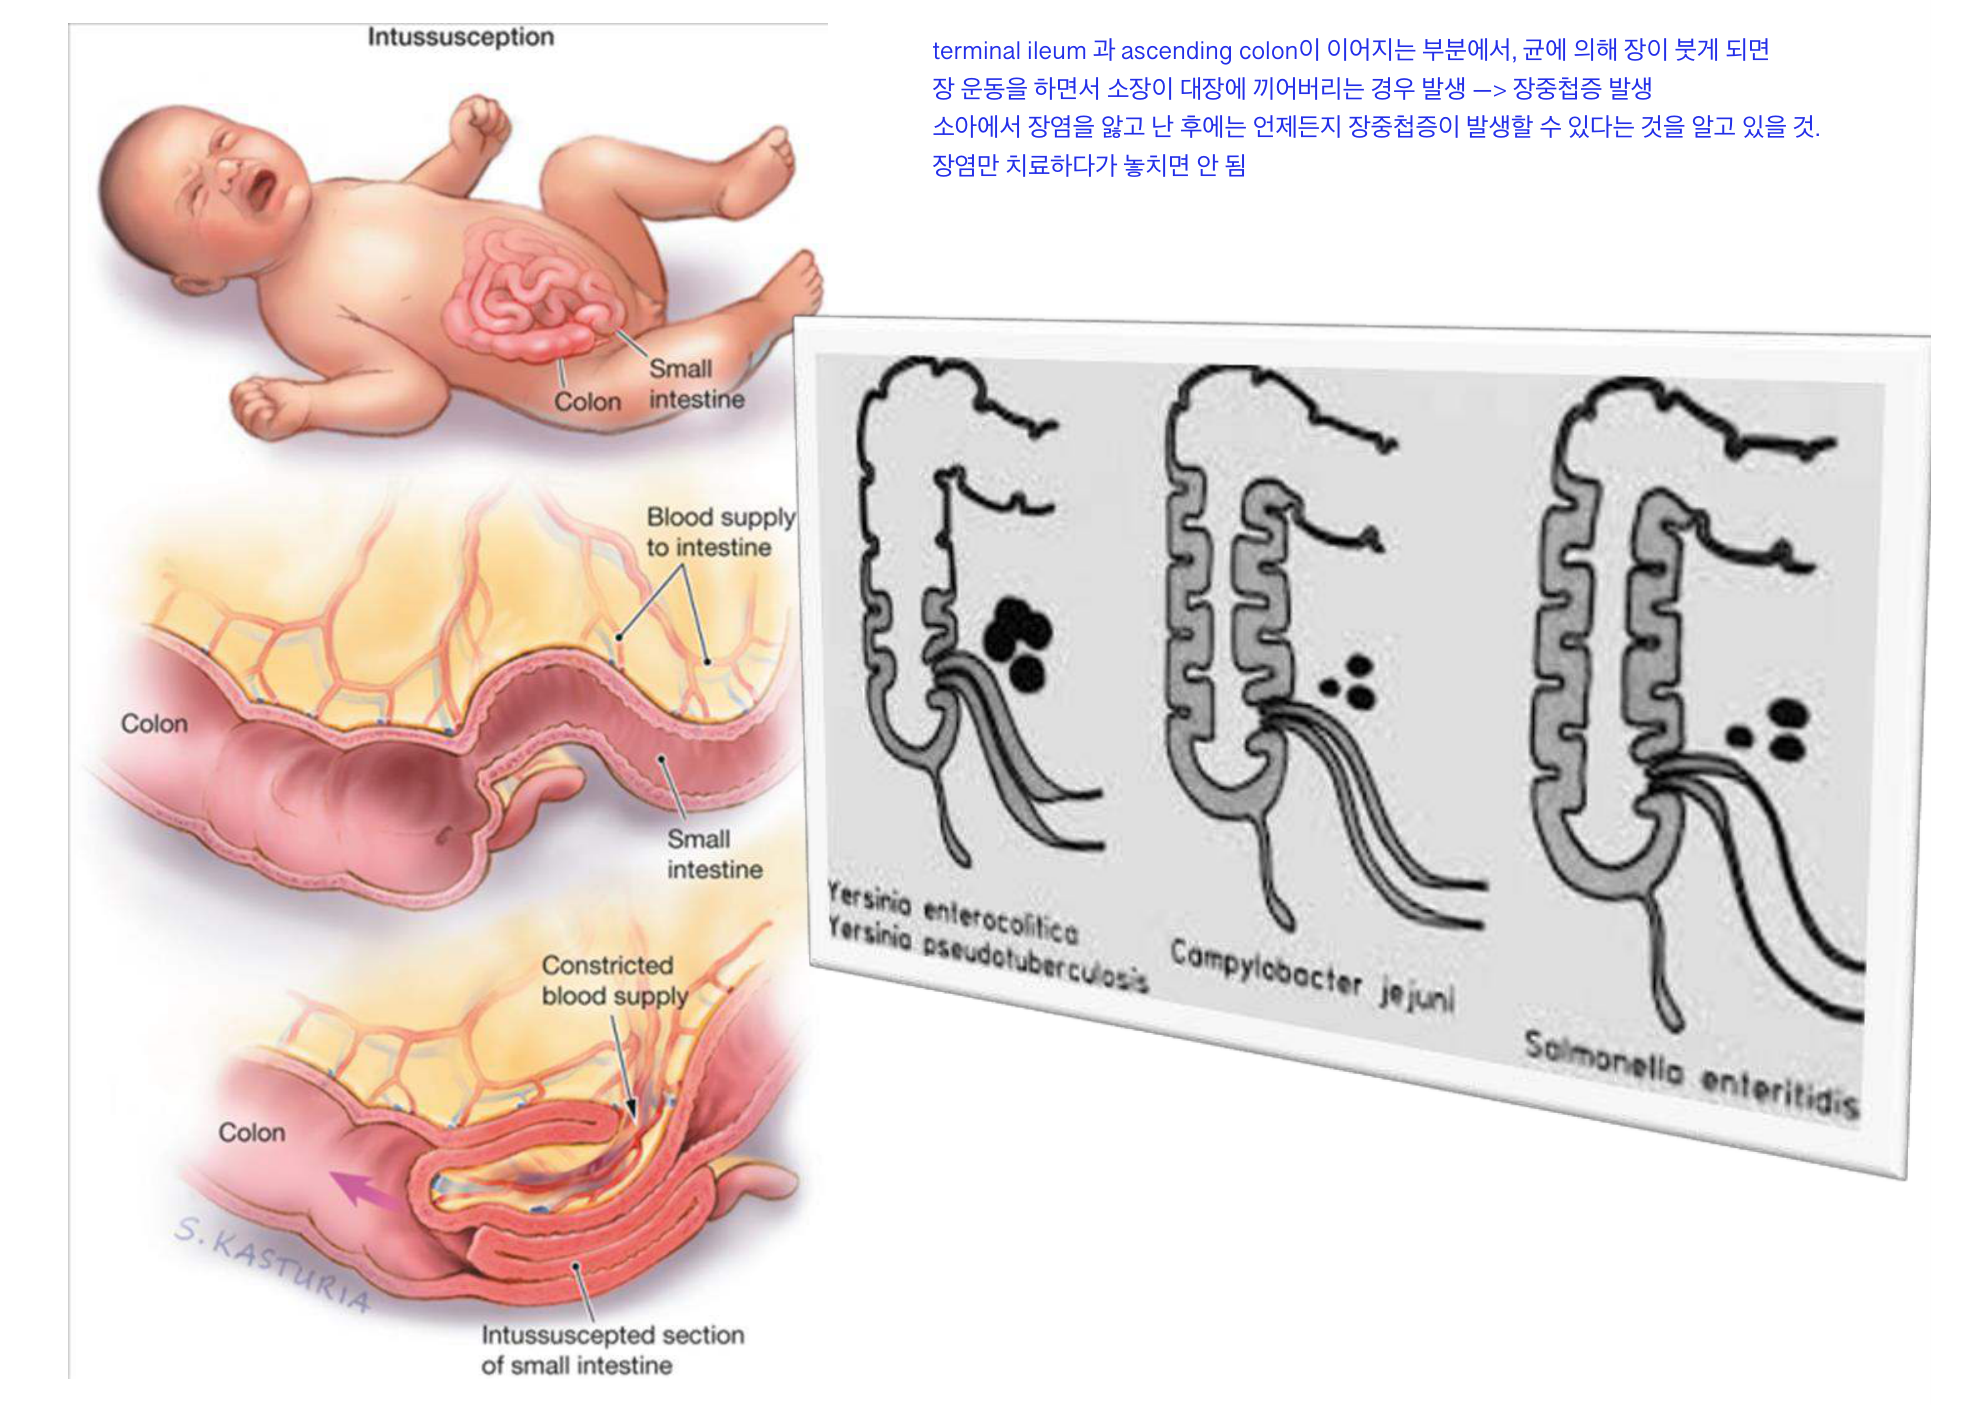 Intussusception
Small
intestine
Colon
Blood supply
to intestine
Colon
Small
intestine
Constricted
blood supply
Colon
S. KASTURIA
Intussuscepted section
of small intestine
terminal ileum 과 ascending colon이 이어지는 부분에서, 균에 의해 장이 붓게 되면
장 운동을 하면서 소장이 대장에 끼어버리는 경우 발생 —> 장중첩증 발생
소아에서 장염을 앓고 난 후에는 언제든지 장중첩증이 발생할 수 있다는 것을 알고 있을 것.
장염만 치료하다가 놓치면 안 됨
Yersinia enterocolitica
Yersinia pseudotuberculosis
Campylobacter jejuni
Salmonella enteritidis